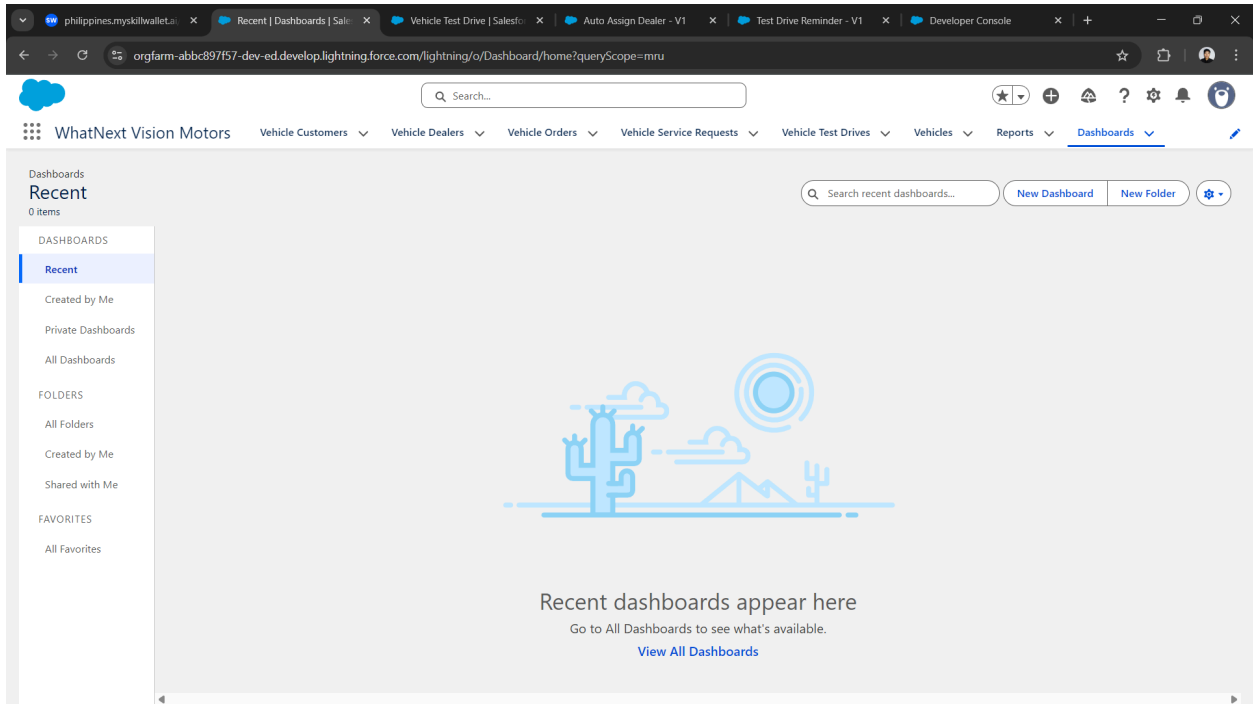 philippines.myskillwallet.ai
Recent | Dashboards | Sale
Vehicle Test Drive | Salesfor
Auto Assign Dealer - V1
Test Drive Reminder - V1
Developer Console
orgfarm-abbc897f57-dev-ed.develop.lightning.force.com/lightning/o/Dashboard/home?queryScope=mru
Search...
WhatNext Vision Motors
Vehicle Customers
Vehicle Dealers
Vehicle Orders
Vehicle Service Requests
Vehicle Test Drives
Vehicles
Reports
Dashboards
Dashboards
Recent
0 items
Search recent dashboards...
New Dashboard
New Folder
DASHBOARDS
Recent
Created by Me
Private Dashboards
All Dashboards
FOLDERS
All Folders
Created by Me
Shared with Me
FAVORITES
All Favorites
Recent dashboards appear here
Go to All Dashboards to see what's available.
View All Dashboards